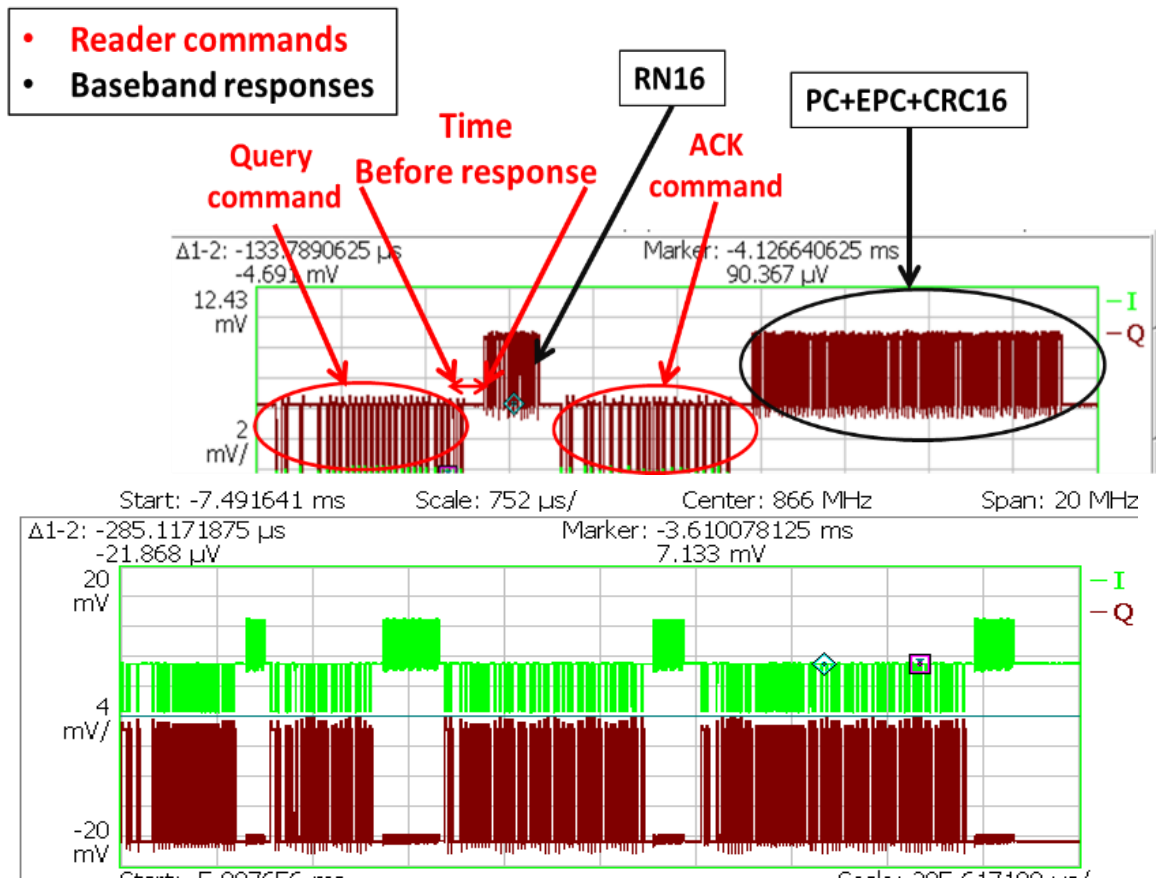 • Reader commands
• Baseband responses
RN16
PC+EPC+CRC16
Time
Before response
Query
command
ACK
command
Δ1-2: -133.7890625 µs
-4.691 mV
Marker: -4.126640625 ms
90.367 µV
12.43
mV
2
mV/
-I
-Q
Start: -7.491641 ms Scale: 752 µs/ Center: 866 MHz Span: 20 MHz
Δ1-2: -285.1171875 µs
-21.868 µV
Marker: -3.610078125 ms
7.133 mV
20
mV
4
mV/
-20
mV
-I
-Q